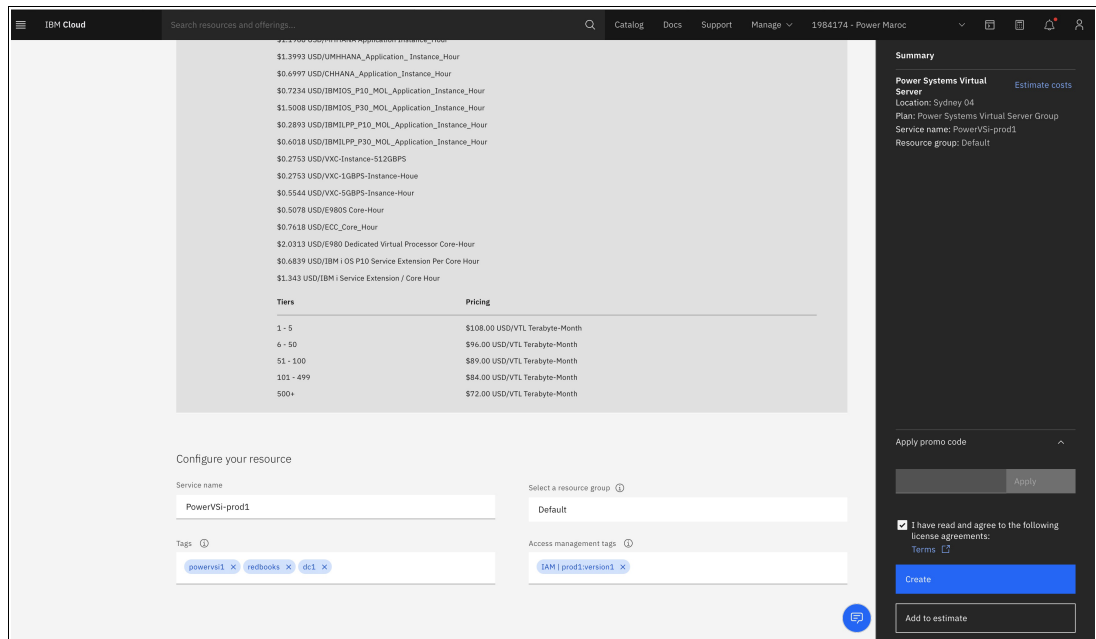 IBM Cloud
Search resources and offerings...
Catalog
Docs
Support
Manage
1984174 - Power Maroc
$1.3993 USD/UMHHANA_Application_ Instance_Hour
$0.6997 USD/CHHANA_Application_Instance_Hour
$0.7234 USD/IBMIOS_P10_MOL_Application_Instance_Hour
$1.5008 USD/IBMIOS_P30_MOL_Application_Instance_Hour
$0.2893 USD/IBMILPP_P10_MOL_Application_Instance_Hour
$0.6018 USD/IBMILPP_P30_MOL_Application_Instance_Hour
$0.2753 USD/VXC-Instance-512GBPS
$0.2753 USD/VXC-1GBPS-Instance-Houe
$0.5544 USD/VXC-5GBPS-Insance-Hour
$0.5078 USD/E980S Core-Hour
$0.7618 USD/ECC_Core_Hour
$2.0313 USD/E980 Dedicated Virtual Processor Core-Hour
$0.6839 USD/IBM i OS P10 Service Extension Per Core Hour
$1.343 USD/IBM i Service Extension / Core Hour
Tiers Pricing
1 - 5 $108.00 USD/VTL Terabyte-Month
6 - 50 $96.00 USD/VTL Terabyte-Month
51 - 100 $89.00 USD/VTL Terabyte-Month
101 - 499 $84.00 USD/VTL Terabyte-Month
500+ $72.00 USD/VTL Terabyte-Month
Configure your resource
Service name
PowerVSi-prod1
Select a resource group
Default
Tags
powervsi1 × redbooks × dc1 ×
Access management tags
IAM | prod1:version1 ×
Summary
Power Systems Virtual
Server
Estimate costs
Location: Sydney 04
Plan: Power Systems Virtual Server Group
Service name: PowerVSi-prod1
Resource group: Default
Apply promo code
Apply
I have read and agree to the following
license agreements:
Terms
Create
Add to estimate